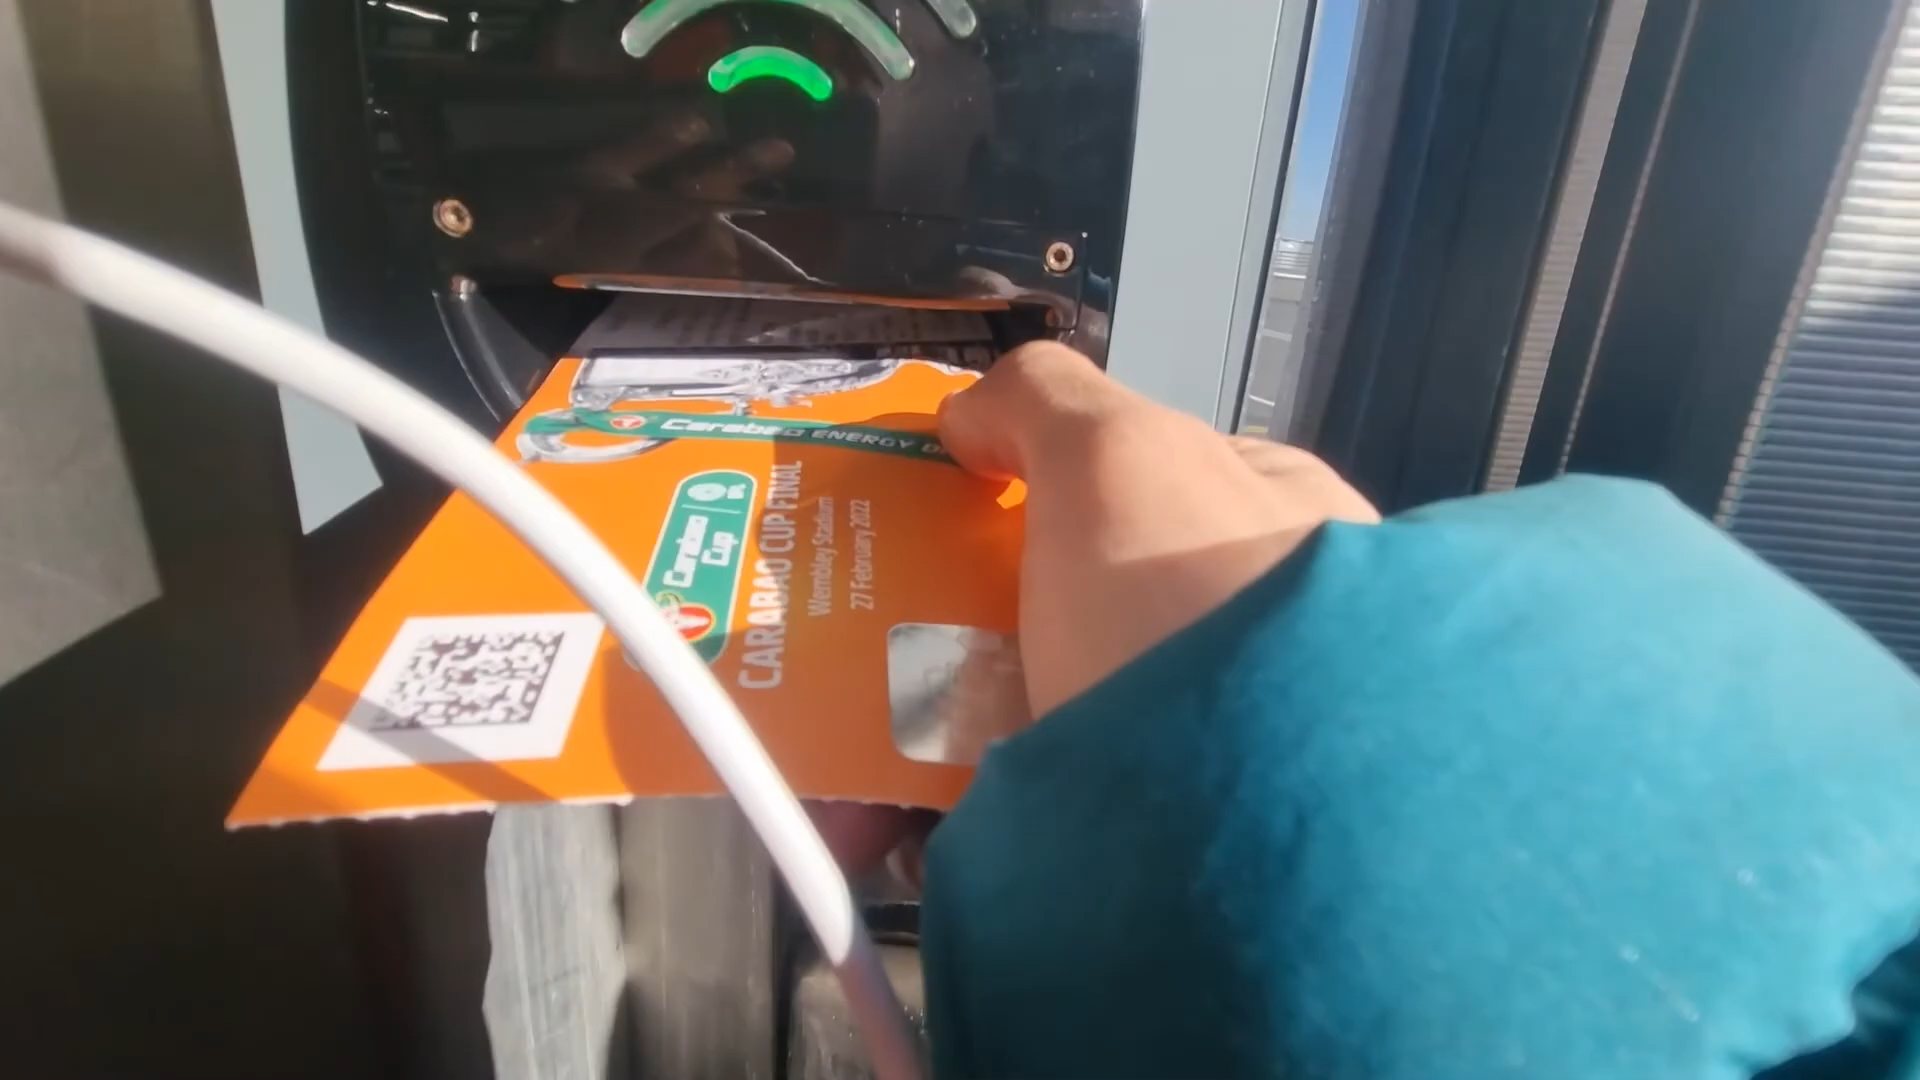 Carabao ENERGY
Carabao
Cup
CARABAO CUP FINAL
Wembley Stadium
27 February 2022